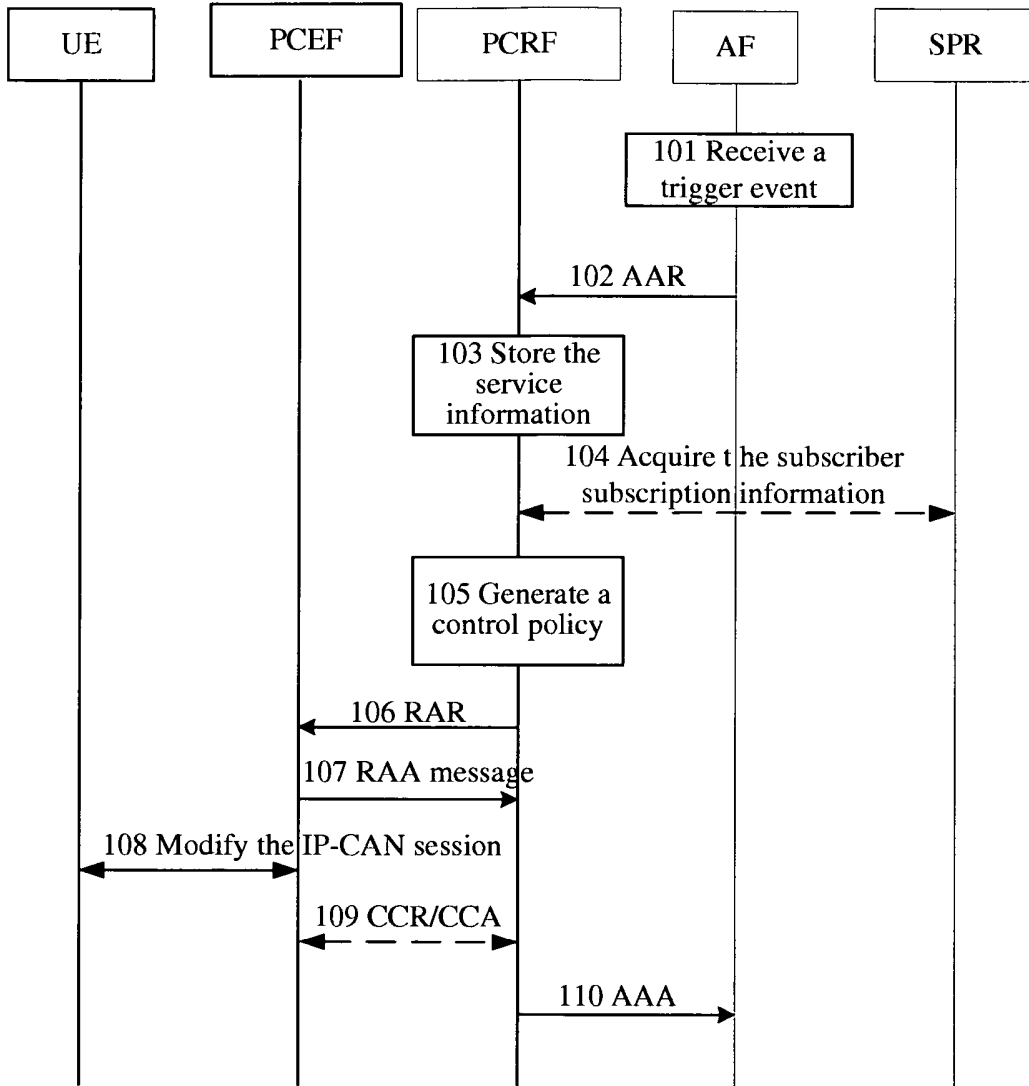 UE
PCEF
PCRF
AF
SPR
101 Receive a
trigger event
102 AAR
103 Store the
service
information
104 Acquire the subscriber
subscription information
105 Generate a
control policy
106 RAR
107 RAA message
108 Modify the IP-CAN session
109 CCR/CCA
110 AAA